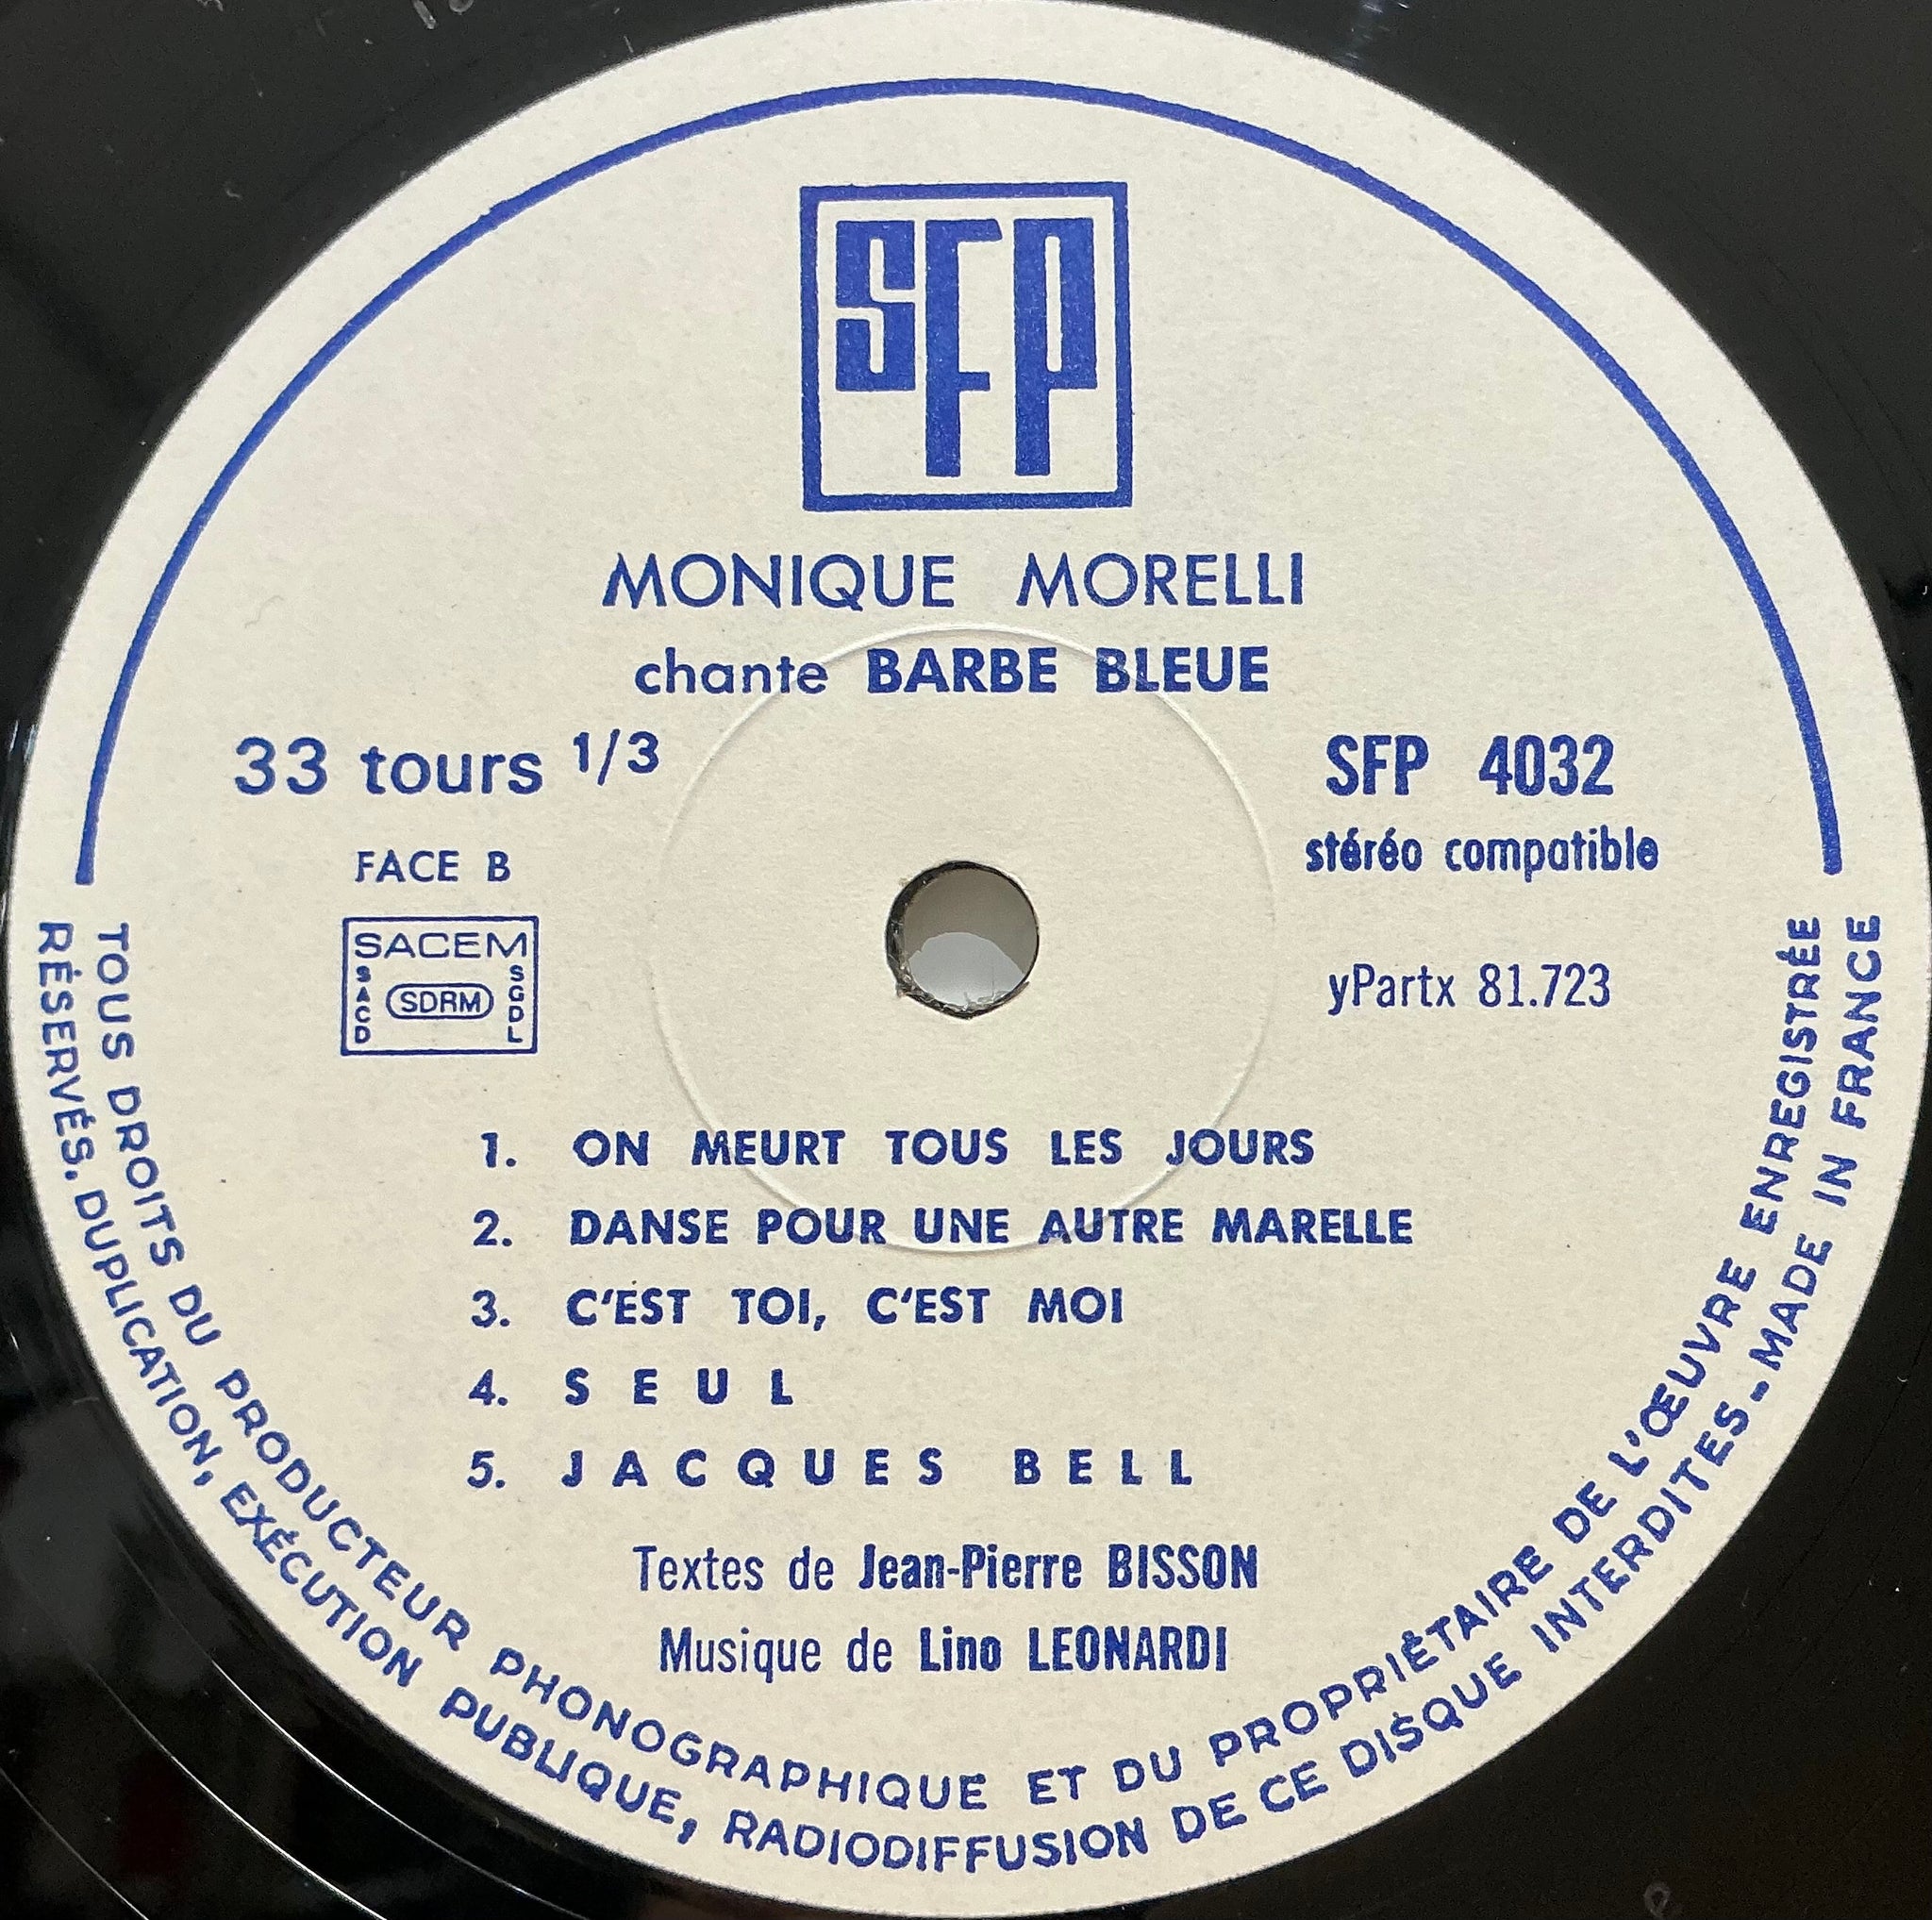 SFP
MONIQUE MORELLI
chante BARBE BLEUE
33 tours 1/3
SFP 4032
FACE B
stéréo compatible
SACEM
SACD
SDRM
SGDL
yPartx 81.723
1. ON MEURT TOUS LES JOURS
2. DANSE POUR UNE AUTRE MARELLE
3. C'EST TOI, C'EST MOI
4. SEUL
5. JACQUES BELL
Textes de Jean-Pierre BISSON
Musique de Lino LEONARDI
TOUS DROITS DU PRODUCTEUR PHONOGRAPHIQUE ET DU PROPRIÉTAIRE DE L'ŒUVRE ENREGISTRÉE
RÉSERVÉS. DUPLICATION, EXÉCUTION PUBLIQUE, RADIODIFFUSION DE CE DISQUE INTERDITES - MADE IN FRANCE